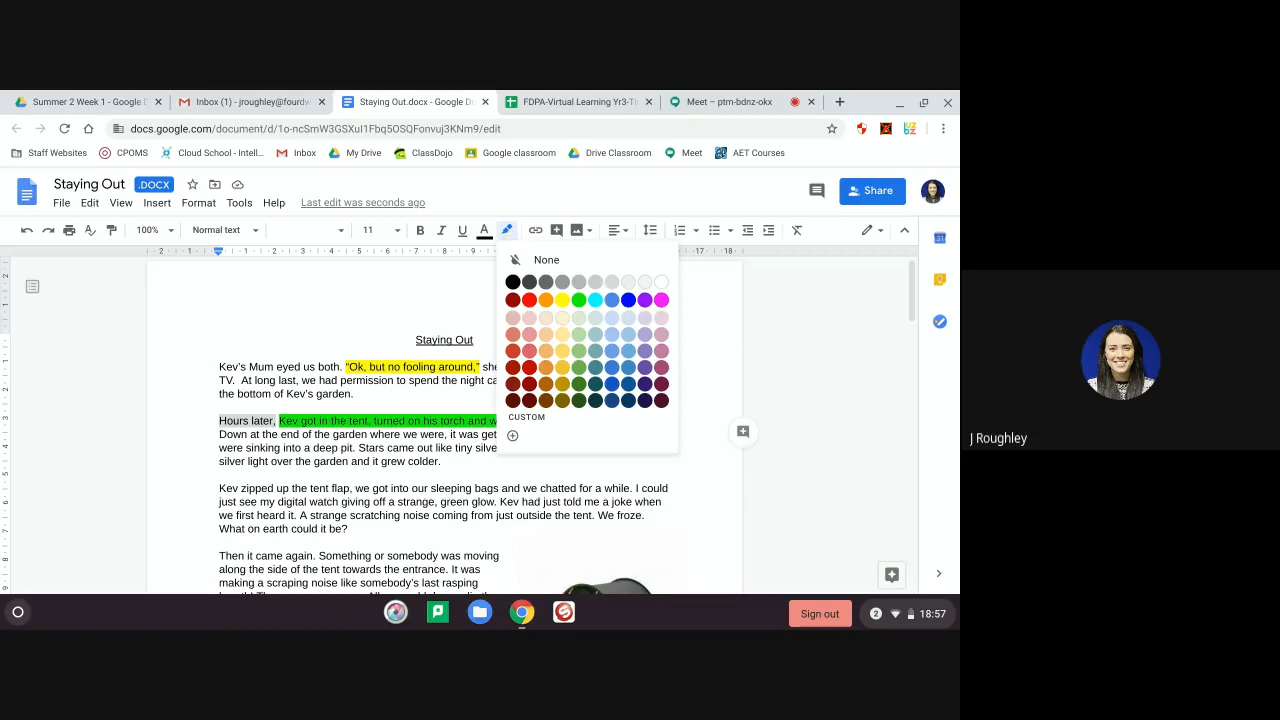 Summer 2 Week 1 - Google D
Inbox (1) - jroughley@fourdw
Staying Out.docx - Google Do
FDPA-Virtual Learning Yr3-Ti
Meet – ptm-bdnz-okx
docs.google.com/document/d/1o-ncSmW3GSXuI1Fbq5OSQFonvuj3KNm9/edit
Staff Websites
CPOMS
Cloud School - Intell...
Inbox
My Drive
ClassDojo
Google classroom
Drive Classroom
Meet
AET Courses
Staying Out
.DOCX
Share
File Edit View Insert Format Tools Help Last edit was seconds ago
100% Normal text 11 B I U A
None
CUSTOM
Staying Out
Kev's Mum eyed us both. "Ok, but no fooling around," she
TV. At long last, we had permission to spend the night ca
the bottom of Kev's garden.
Hours later, Kev got in the tent, turned on his torch and w
Down at the end of the garden where we were, it was get
were sinking into a deep pit. Stars came out like tiny silve
silver light over the garden and it grew colder.
Kev zipped up the tent flap, we got into our sleeping bags and we chatted for a while. I could
just see my digital watch giving off a strange, green glow. Kev had just told me a joke when
we first heard it. A strange scratching noise coming from just outside the tent. We froze.
What on earth could it be?
Then it came again. Something or somebody was moving
along the side of the tent towards the entrance. It was
making a scraping noise like somebody's last rasping
J Roughley
Sign out
2
18:57